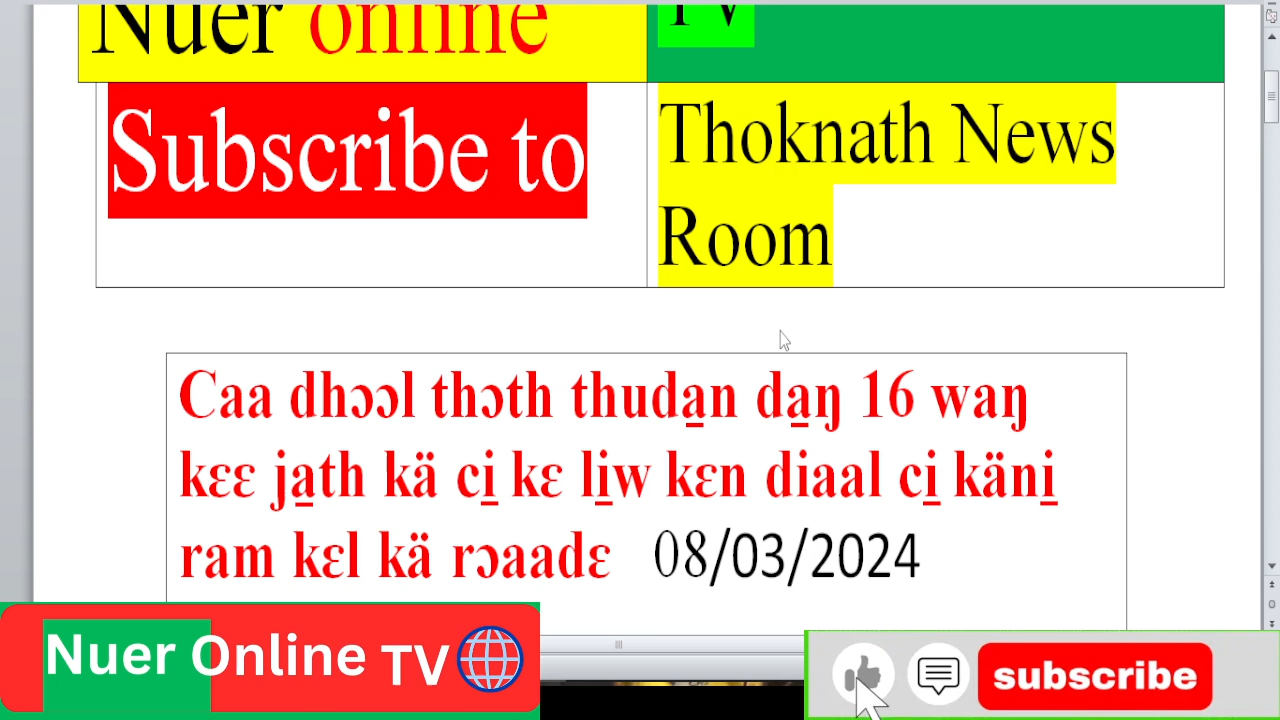 Nuer online
TV
Subscribe to
Thoknath News
Room
Caa dhɔɔl thɔth thuda̱n da̱ŋ 16 waŋ
kɛɛ ja̱th kä ci̱ kɛ li̱w kɛn diaal ci̱ käni̱
ram kɛl kä rɔaadɛ 08/03/2024
Nuer Online TV
subscribe